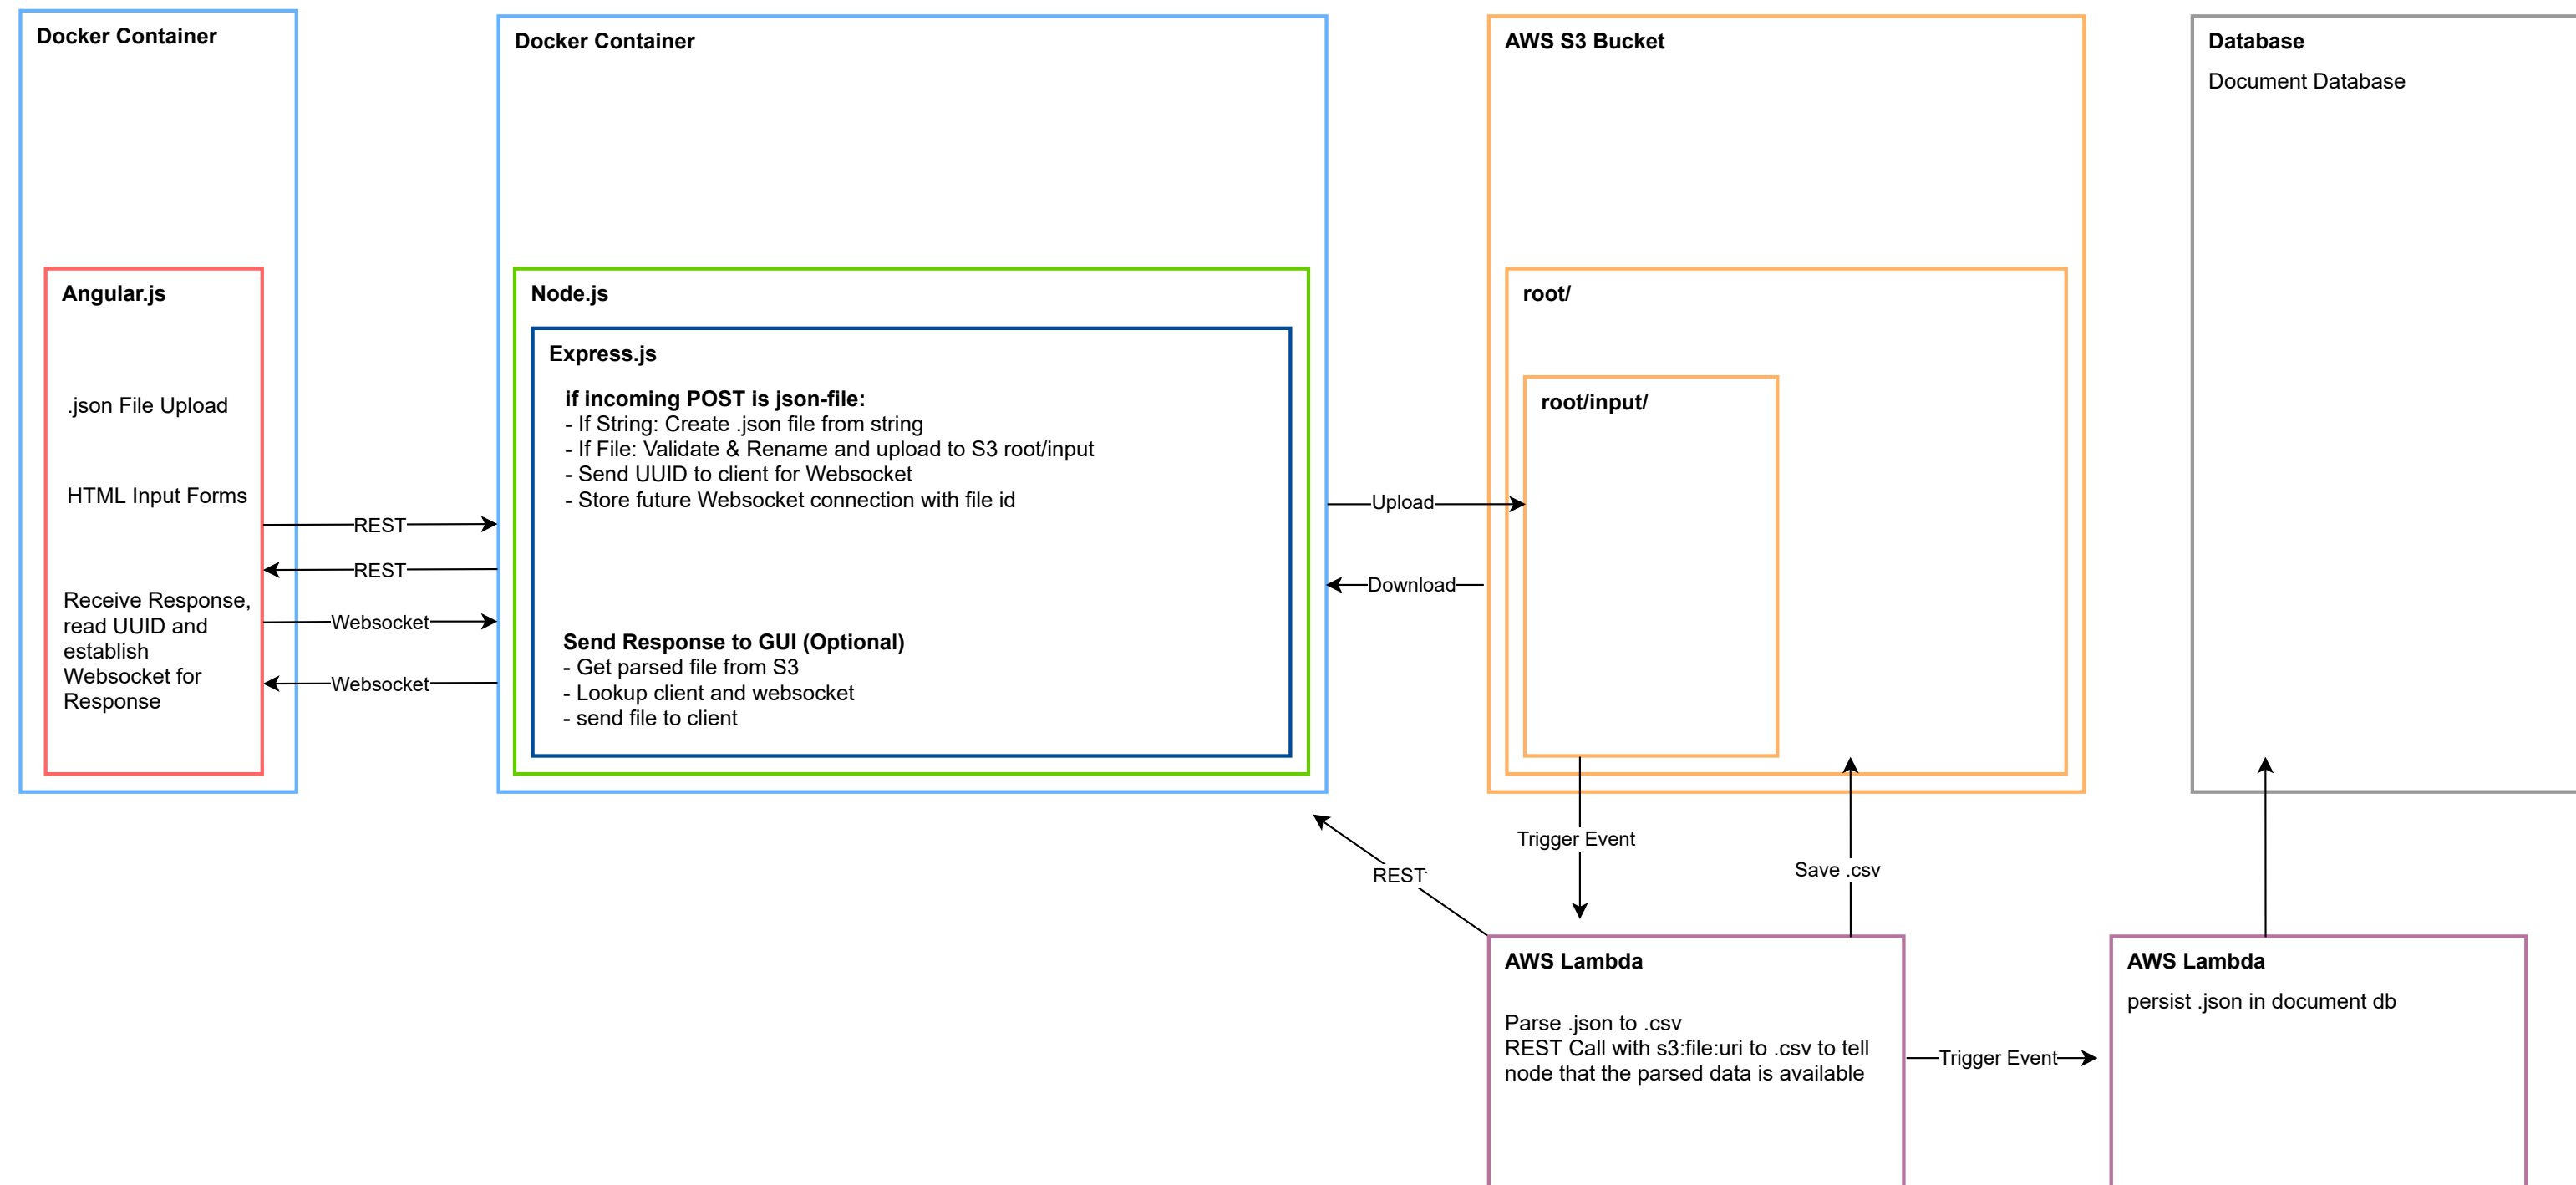 Docker Container
Angular.js
.json File Upload
HTML Input Forms
Receive Response,
read UUID and
establish
Websocket for
Response
REST
REST
Websocket
Websocket
Docker Container
Node.js
Express.js
if incoming POST is json-file:
- If String: Create .json file from string
- If File: Validate & Rename and upload to S3 root/input
- Send UUID to client for Websocket
- Store future Websocket connection with file id
Send Response to GUI (Optional)
- Get parsed file from S3
- Lookup client and websocket
- send file to client
Upload
Download
AWS S3 Bucket
root/
root/input/
Database
Document Database
REST
Trigger Event
Save .csv
AWS Lambda
Parse .json to .csv
REST Call with s3:file:uri to .csv to tell
node that the parsed data is available
Trigger Event
AWS Lambda
persist .json in document db